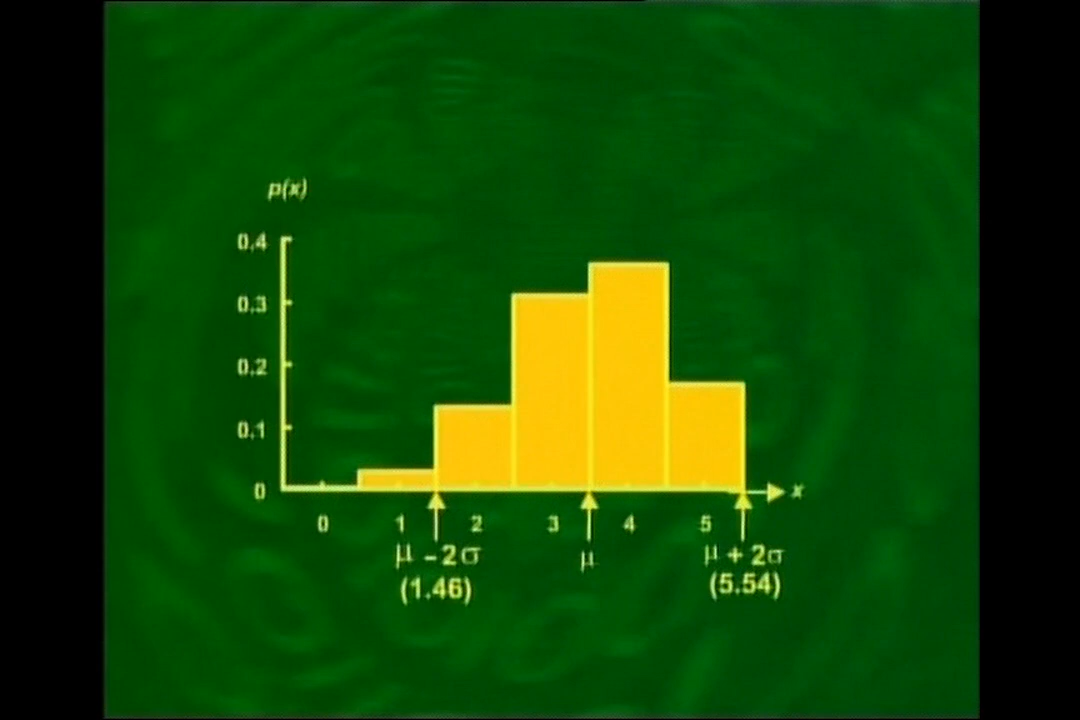 p(x)
0.4
0.3
0.2
0.1
0
x
0 1 2 3 4 5
μ - 2σ μ μ + 2σ
(1.46) (5.54)